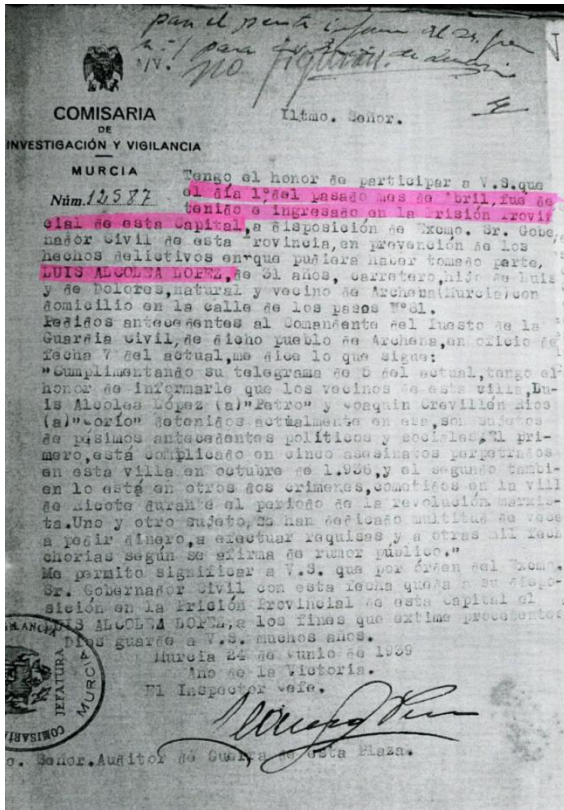 para
no figuran.
COMISARIA
DE
INVESTIGACIÓN Y VIGILANCIA
MURCIA
Núm. 12587
Iltmo. Señor.
Tengo el honor de participar a V.S. que
el día 1º del pasado mes de Abril, fue de
tenido e ingresado en la Prisión Provin
cial de esta Capital, a disposición de Excmo. Sr. Gobe
nador Civil de esta Provincia, en prevención de los
hechos delictivos en que pudiera haber tomado parte,
LUIS ALCOLEA LOPEZ, de 31 años, carretero, hijo de Luis
y de Dolores, natural y vecino de Archena(Murcia)con
domicilio en la calle de los pasos Nº 81.
Pedidos antecedentes al Comandante del Puesto de la
Guardia Civil, de dicho pueblo de Archena, en oficio de
fecha 7 del actual, me dice lo que sigue:
"Cumplimentando su telegrama de 5 del actual, tengo el
honor de informarle que los vecinos de esta villa, Lu-
is Alcolea López (a)"Patro" y Joaquin Crevillén Rios
(a)"Corío" detenidos actualmente en esa, son sujetos
de pésimos antecedentes políticos y sociales. El pri-
mero, está complicado en cinco asesinatos perpetrados
en esta villa en octubre de 1.936, y el segundo tambi-
en lo está en otros dos crimenes, cometidos en la vill
de Ricote durante el periodo de la revolución marxis-
ta. Uno y otro sujeto, se han dedicado multitud de vece
a pedir dinero, a efectuar requisas y a otras mil fech
chorias según se afirma de rumor público."
Me permito significar a V.S. que por órden del Excmo.
Sr. Gobernador Civil con esta fecha queda a su dispo-
sición en la Prisión Provincial de esta Capital el
LUIS ALCOLEA LOPEZ, a los fines que estime procedentes
Dios guarde a V.S. muchos años.
Murcia 24 de Junio de 1939
Año de la Victoria.
El Inspector Jefe.
JEFATURA
MURCIA
o. Señor. Auditor de Guerra de esta Plaza.